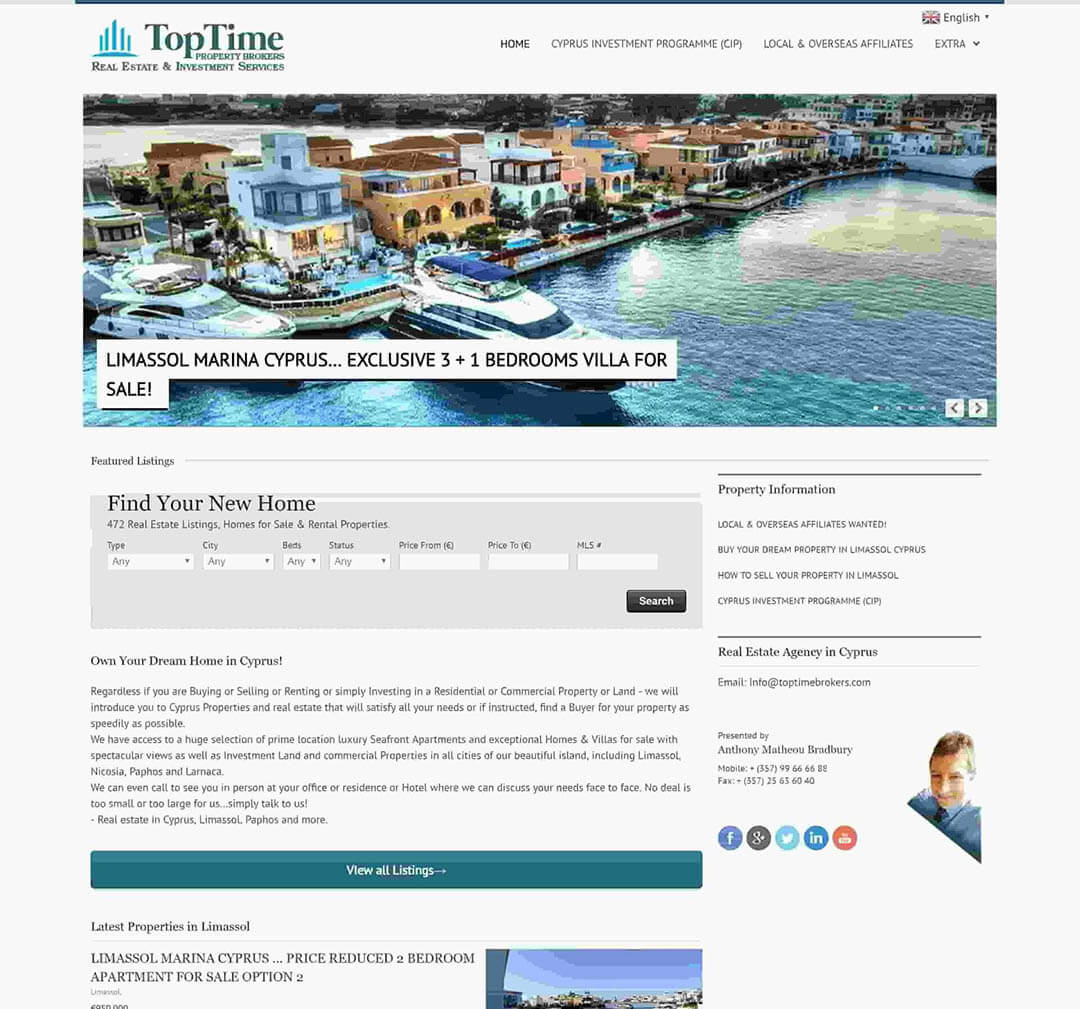 English
TopTime
PROPERTY BROKERS
REAL ESTATE & INVESTMENT SERVICES
HOME
CYPRUS INVESTMENT PROGRAMME (CIP)
LOCAL & OVERSEAS AFFILIATES
EXTRA
LIMASSOL MARINA CYPRUS... EXCLUSIVE 3 + 1 BEDROOMS VILLA FOR
SALE!
Featured Listings
Find Your New Home
472 Real Estate Listings, Homes for Sale & Rental Properties.
Type City Beds Status Price From (€) Price To (€) MLS #
Any Any Any Any
Search
Own Your Dream Home in Cyprus!
Regardless if you are Buying or Selling or Renting or simply Investing in a Residential or Commercial Property or Land - we will
introduce you to Cyprus Properties and real estate that will satisfy all your needs or if instructed, find a Buyer for your property as
speedily as possible.
We have access to a huge selection of prime location luxury Seafront Apartments and exceptional Homes & Villas for sale with
spectacular views as well as Investment Land and commercial Properties in all cities of our beautiful island, including Limassol,
Nicosia, Paphos and Larnaca.
We can even call to see you in person at your office or residence or Hotel where we can discuss your needs face to face. No deal is
too small or too large for us...simply talk to us!
- Real estate in Cyprus, Limassol, Paphos and more.
View all Listings→
Latest Properties in Limassol
LIMASSOL MARINA CYPRUS ... PRICE REDUCED 2 BEDROOM
APARTMENT FOR SALE OPTION 2
Limassol,
€950,000
Property Information
LOCAL & OVERSEAS AFFILIATES WANTED!
BUY YOUR DREAM PROPERTY IN LIMASSOL CYPRUS
HOW TO SELL YOUR PROPERTY IN LIMASSOL
CYPRUS INVESTMENT PROGRAMME (CIP)
Real Estate Agency in Cyprus
Email: Info@toptimebrokers.com
Presented by
Anthony Matheou Bradbury
Mobile: + (357) 99 66 66 88
Fax: + (357) 25 63 60 40